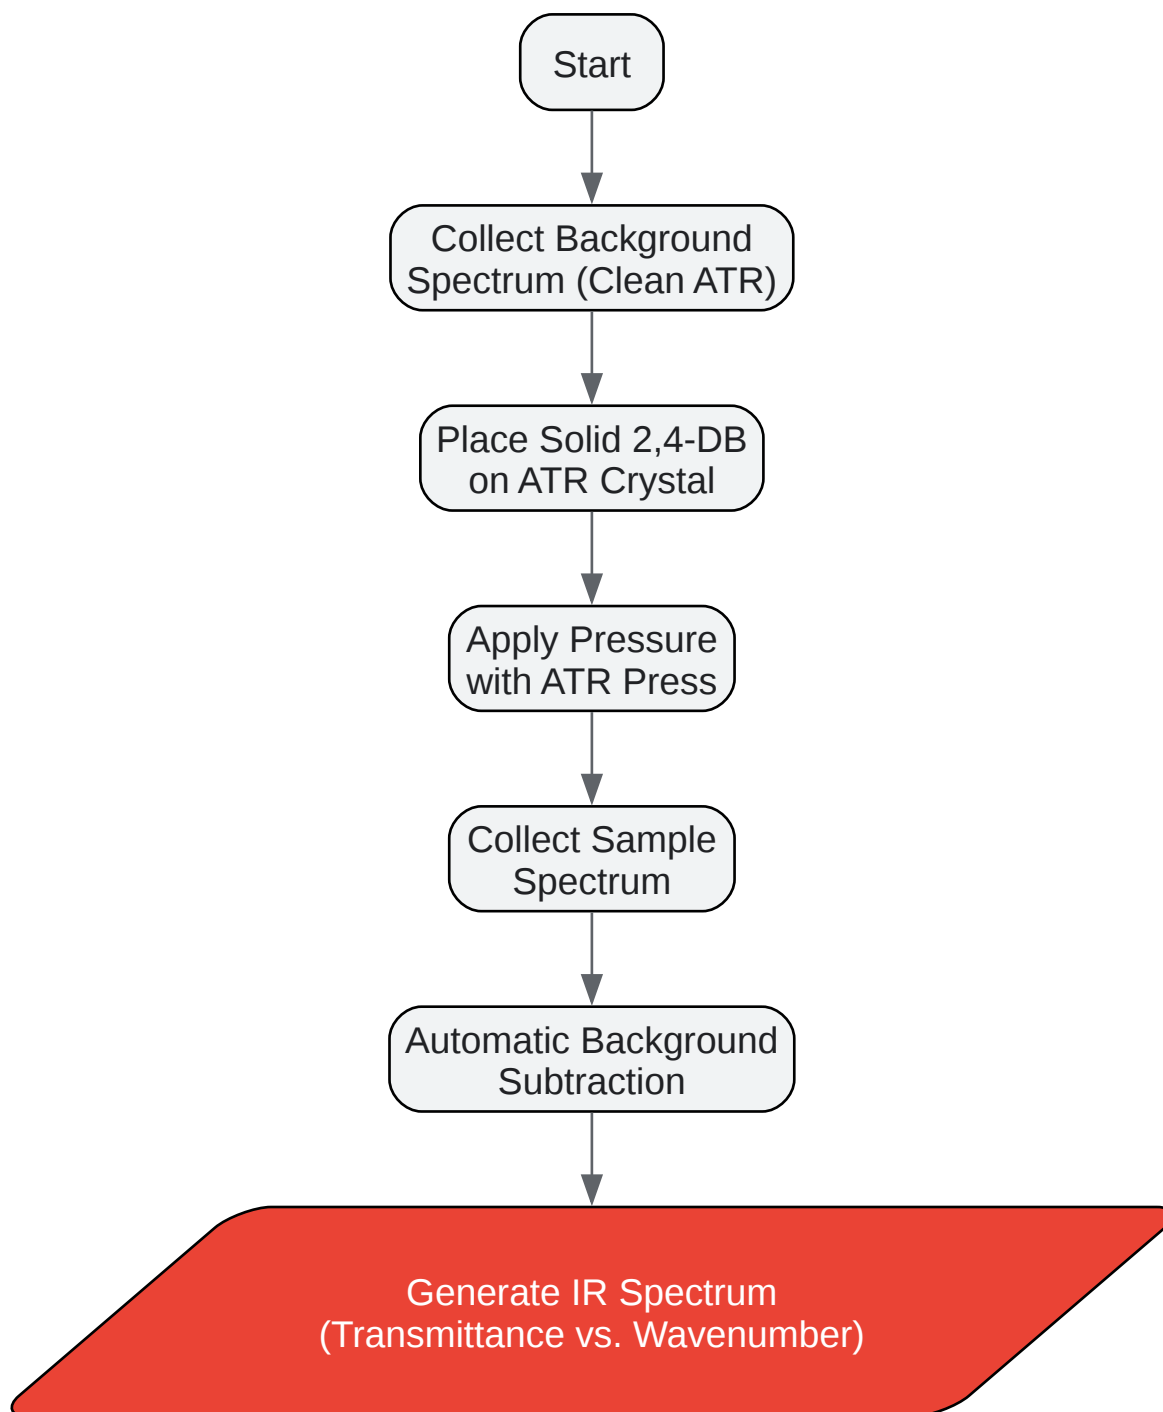 Start
Collect Background
Spectrum (Clean ATR)
Place Solid 2,4-DB
on ATR Crystal
Apply Pressure
with ATR Press
Collect Sample
Spectrum
Automatic Background
Subtraction
Generate IR Spectrum
(Transmittance vs. Wavenumber)